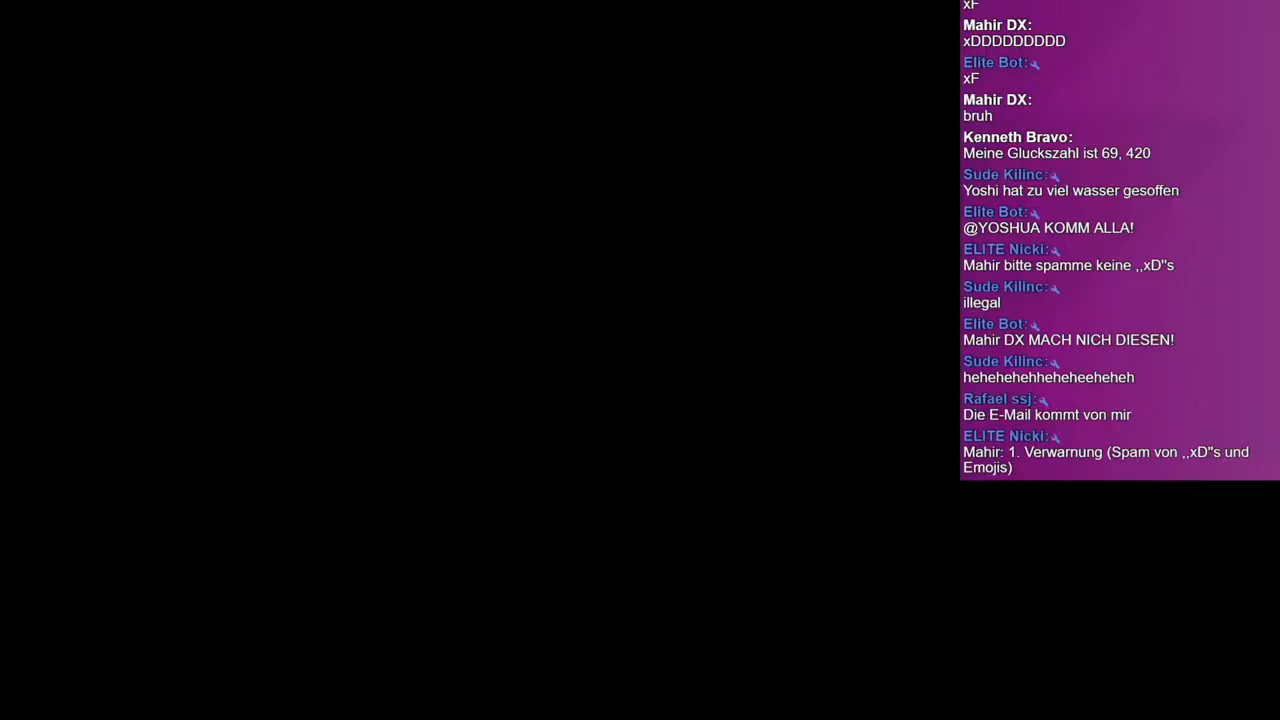 xF
Mahir DX:
xDDDDDDDDD
Elite Bot:
xF
Mahir DX:
bruh
Kenneth Bravo:
Meine Gluckszahl ist 69, 420
Sude Kilinc:
Yoshi hat zu viel wasser gesoffen
Elite Bot:
@YOSHUA KOMM ALLA!
ELITE Nicki:
Mahir bitte spamme keine ,,xD"s
Sude Kilinc:
illegal
Elite Bot:
Mahir DX MACH NICH DIESEN!
Sude Kilinc:
hehehehehheheheeheheh
Rafael ssj:
Die E-Mail kommt von mir
ELITE Nicki:
Mahir: 1. Verwarnung (Spam von ,,xD"s und
Emojis)